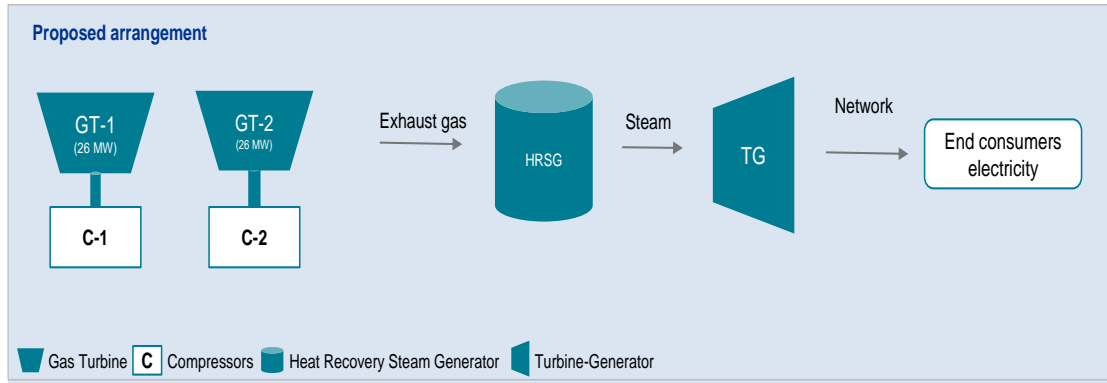 Proposed arrangement
GT-1
(26 MW)
GT-2
(26 MW)
C-1
C-2
Exhaust gas
HRSG
Steam
TG
Network
End consumers
electricity
Gas Turbine
C
Compressors
Heat Recovery Steam Generator
Turbine-Generator